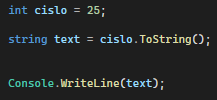 int cislo = 25;
string text = cislo.ToString();
Console.WriteLine(text);